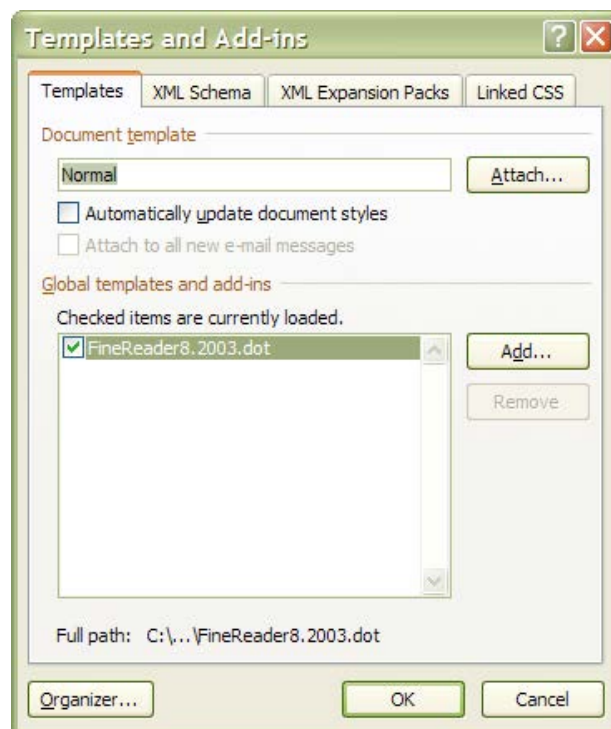 Templates and Add-ins
Templates XML Schema XML Expansion Packs Linked CSS
Document template
Normal Attach...
Automatically update document styles
Attach to all new e-mail messages
Global templates and add-ins
Checked items are currently loaded.
FineReader8.2003.dot Add...
Remove
Full path: C:\...\FineReader8.2003.dot
Organizer... OK Cancel